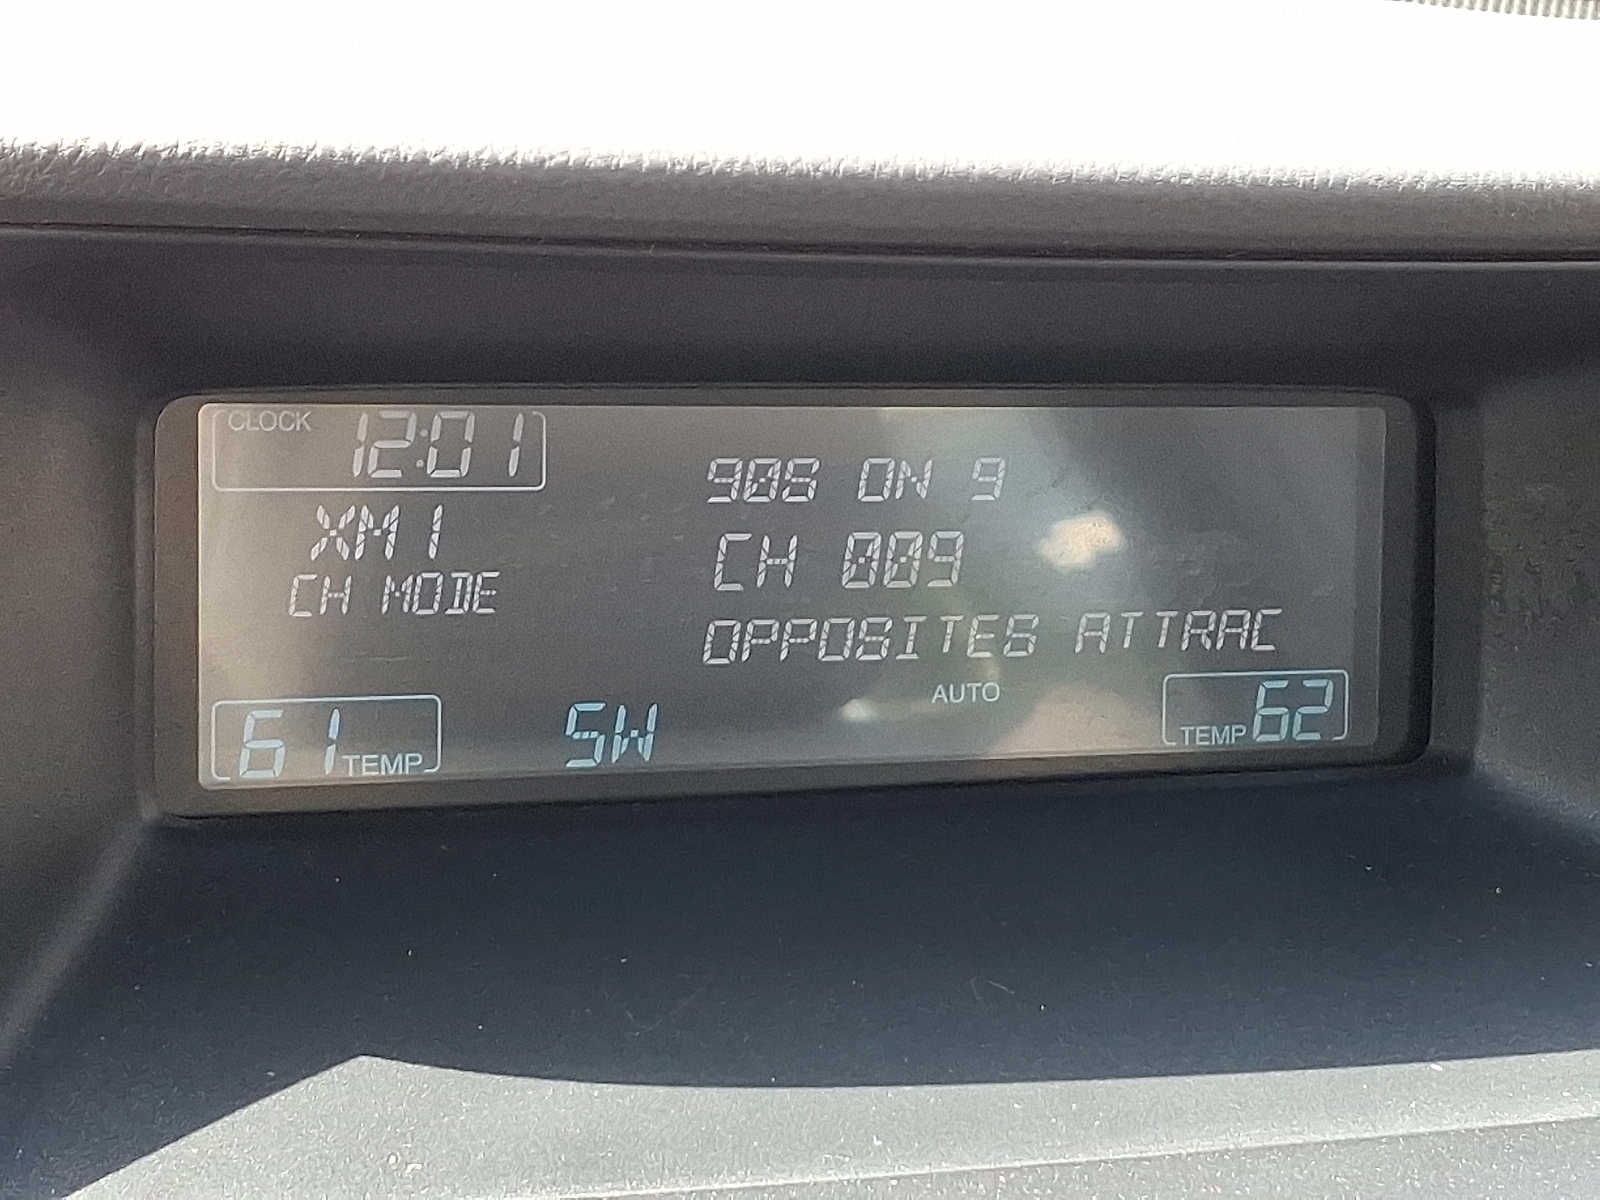 CLOCK 12:01
XM1
CH MODE
90S ON 9
CH 009
OPPOSITES ATTRAC
AUTO
61 TEMP
SW
TEMP 62